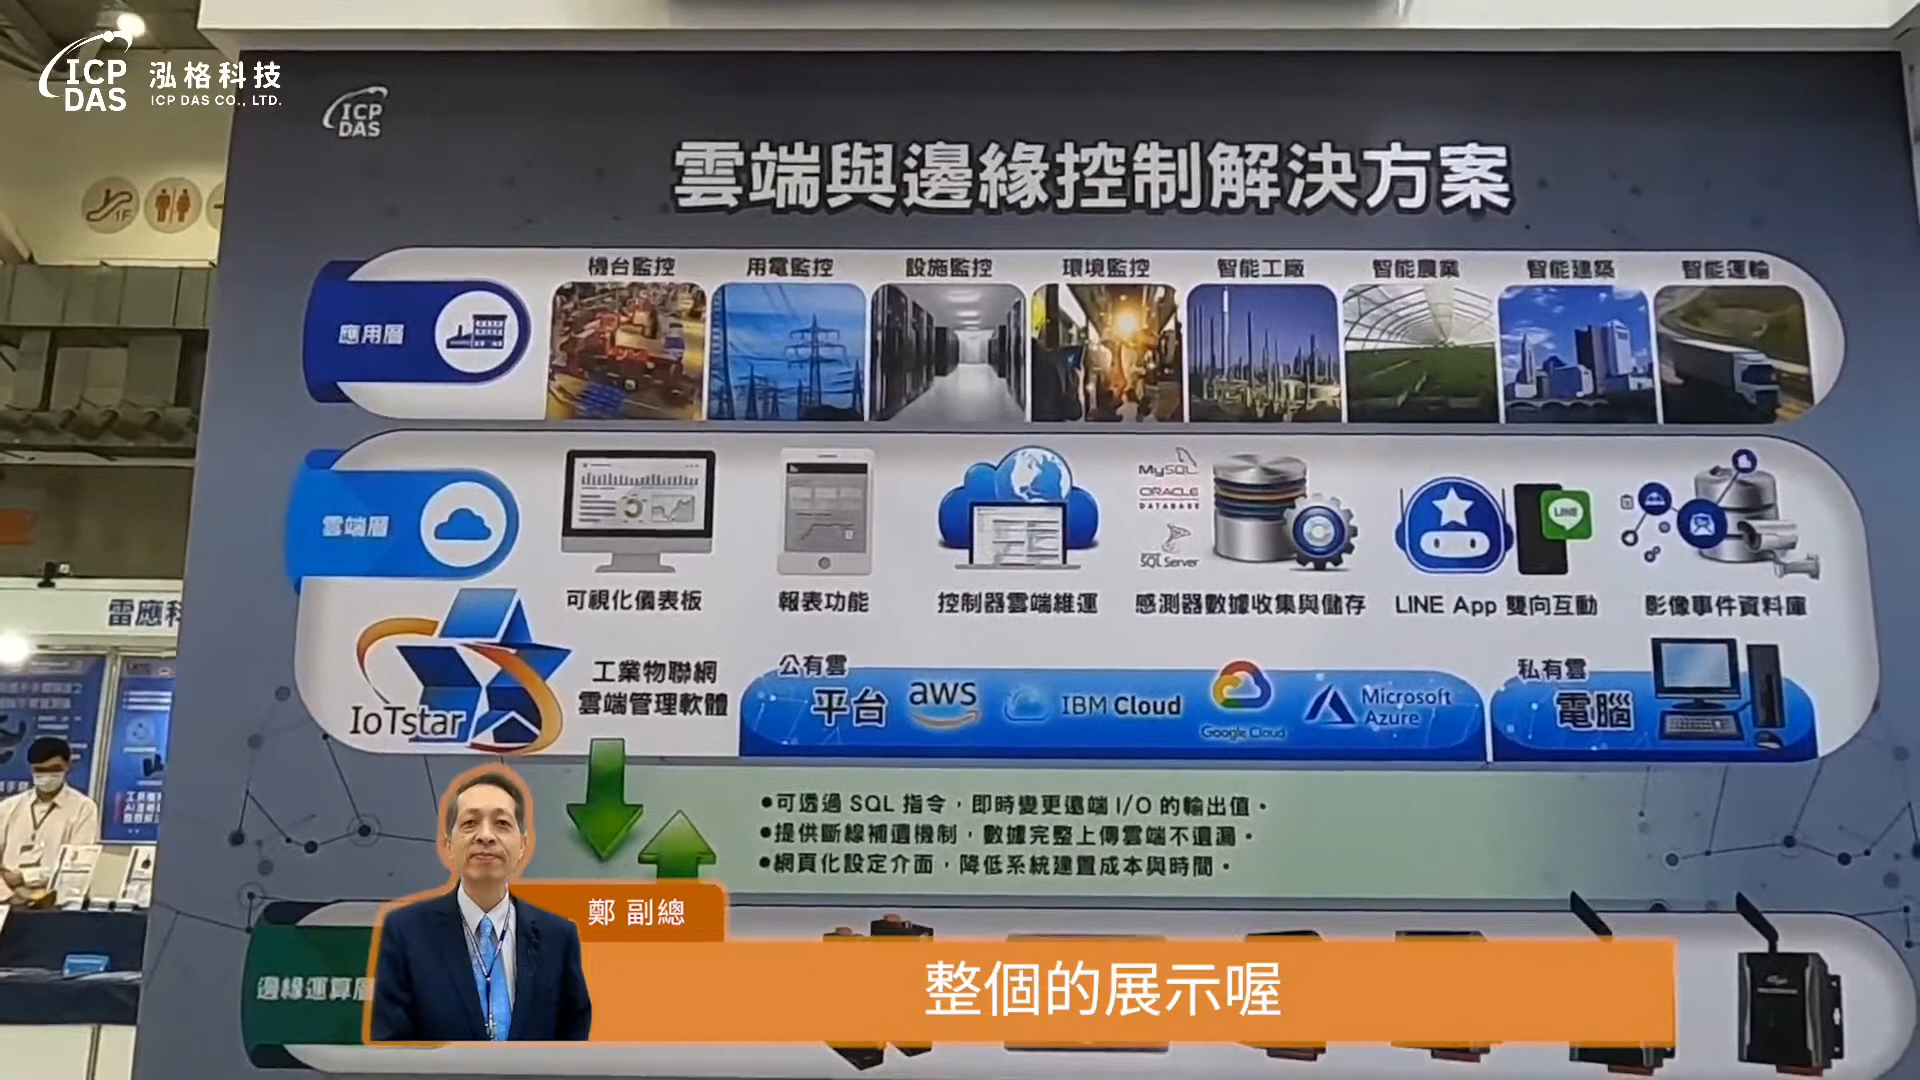 ICP DAS 泓格科技
ICP DAS CO., LTD.
ICP DAS
雲端與邊緣控制解決方案
1F
應用層
機台監控
用電監控
設施監控
環境監控
智能工廠
智能農業
智能建築
智能運輸
雲端層
MySQL
ORACLE DATABASE
SQL Server
LINE
可視化儀表板
報表功能
控制器雲端維運
感測器數據收集與儲存
LINE App 雙向互動
影像事件資料庫
IoTstar
工業物聯網
雲端管理軟體
公有雲
平台
aws
IBM Cloud
Google Cloud
Microsoft Azure
私有雲
電腦
雷應科
●可透過 SQL 指令，即時變更遠端 I/O 的輸出值。
●提供斷線補遺機制，數據完整上傳雲端不遺漏。
●網頁化設定介面，降低系統建置成本與時間。
邊緣運算層
鄭 副總
整個的展示喔